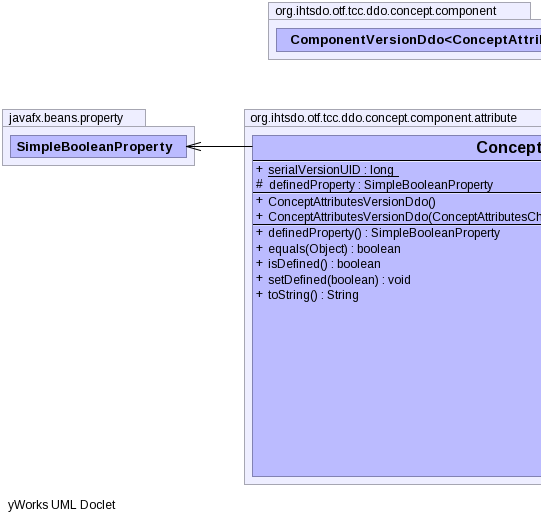 org.ihtsdo.otf.tcc.ddo.concept.component
ComponentVersionDdo<ConceptAttri
javafx.beans.property
SimpleBooleanProperty
org.ihtsdo.otf.tcc.ddo.concept.component.attribute
Concept
+ serialVersionUID : long
# definedProperty : SimpleBooleanProperty
+ ConceptAttributesVersionDdo()
+ ConceptAttributesVersionDdo(ConceptAttributesCh
+ definedProperty() : SimpleBooleanProperty
+ equals(Object) : boolean
+ isDefined() : boolean
+ setDefined(boolean) : void
+ toString() : String
yWorks UML Doclet